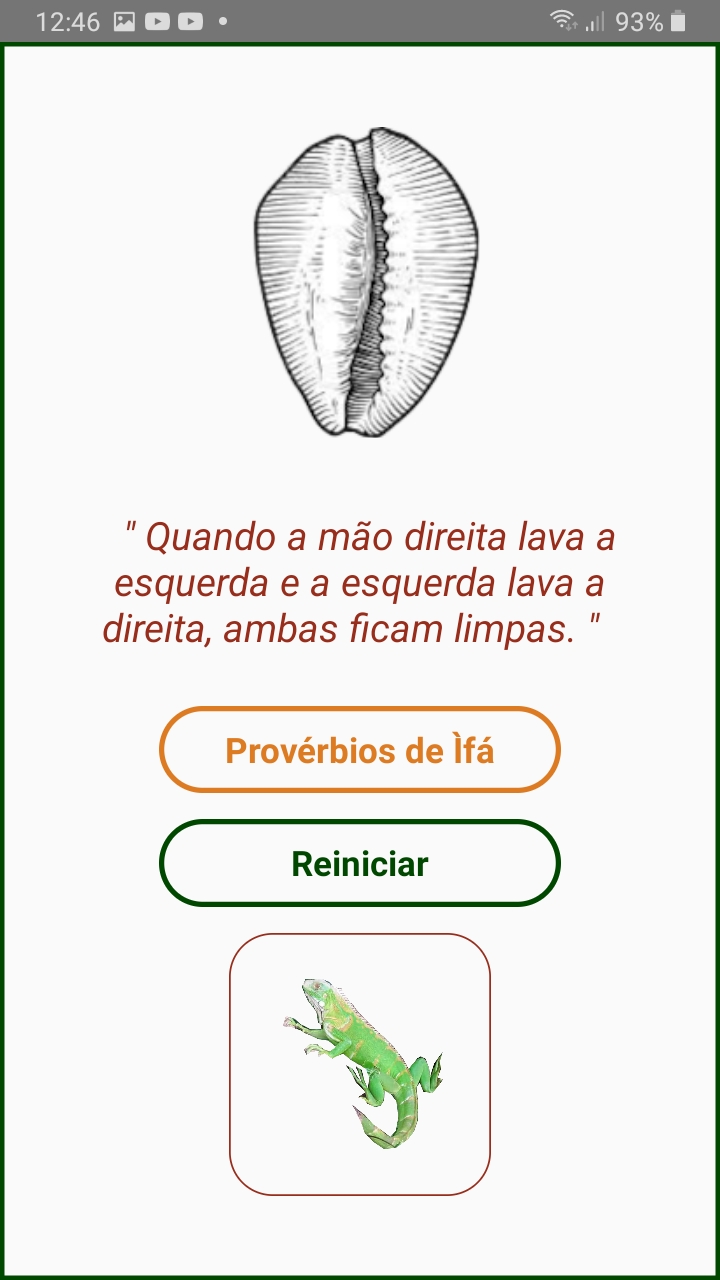 12:46
93%
" Quando a mão direita lava a
esquerda e a esquerda lava a
direita, ambas ficam limpas. "
Provérbios de Ìfá
Reiniciar